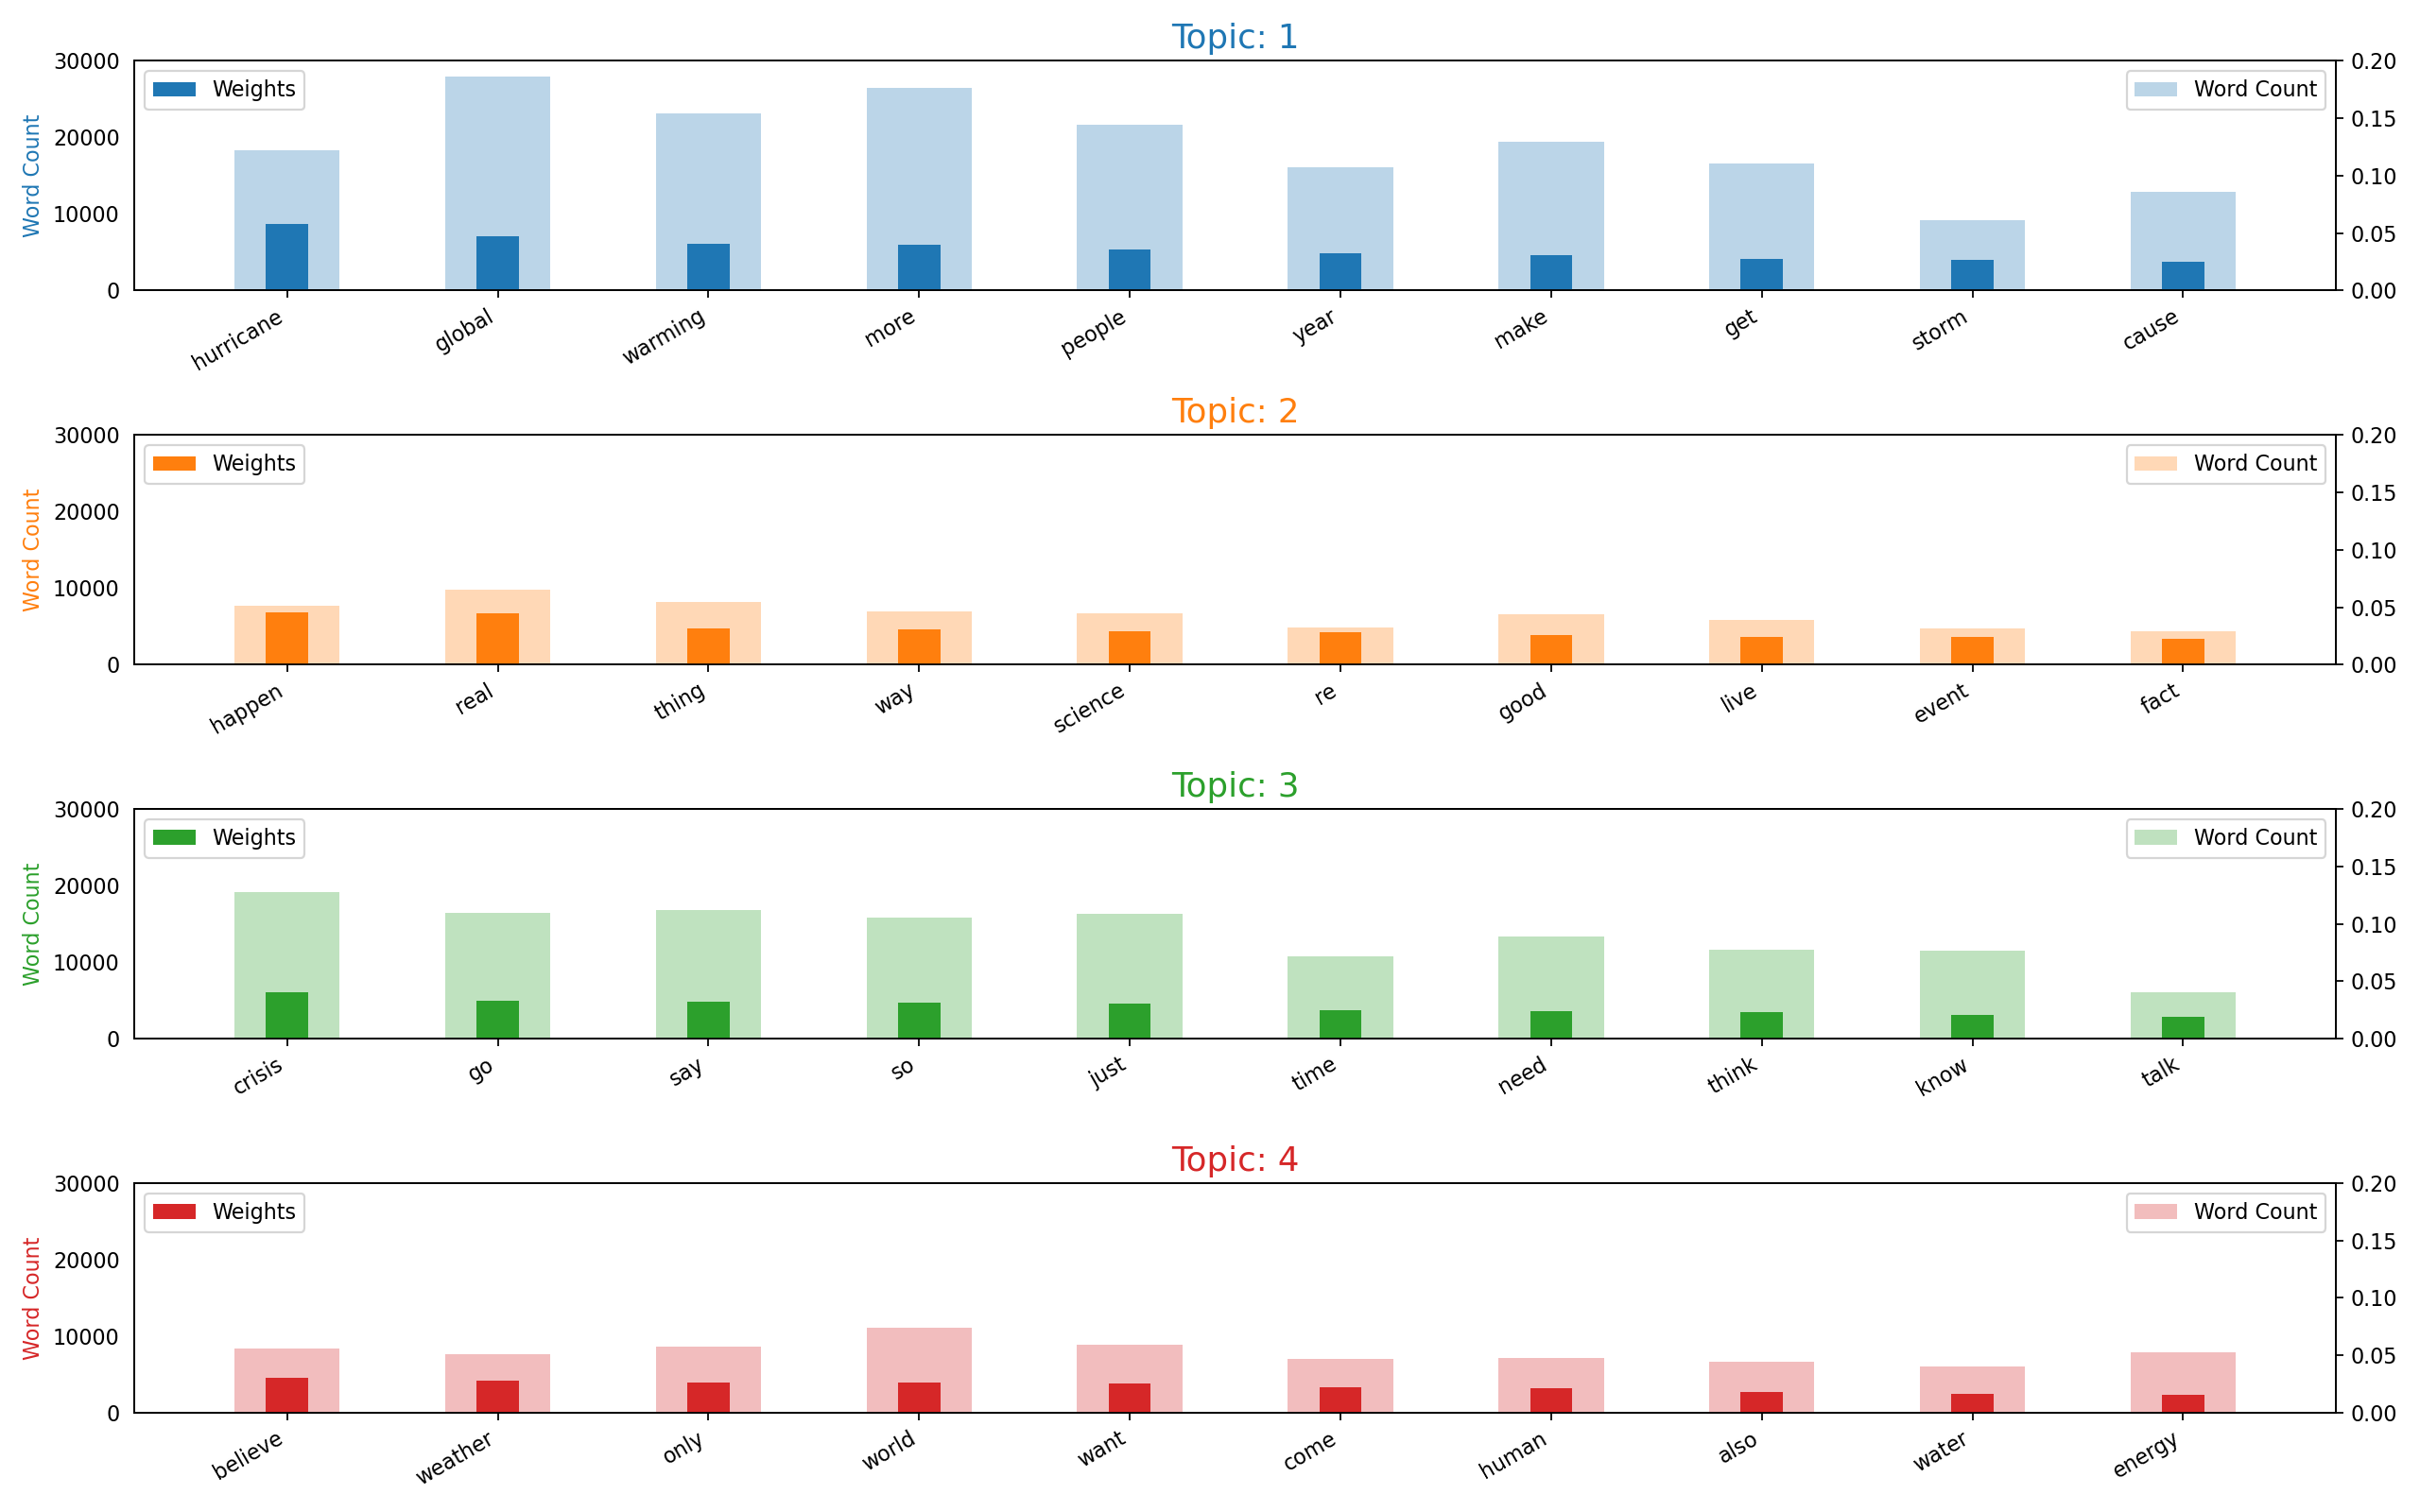 Topic: 1
30000
20000
10000
0
Word Count
Weights
Word Count
0.20
0.15
0.10
0.05
0.00
hurricane
global
warming
more
people
year
make
get
storm
cause
Topic: 2
30000
20000
10000
0
Word Count
Weights
Word Count
0.20
0.15
0.10
0.05
0.00
happen
real
thing
way
science
re
good
live
event
fact
Topic: 3
30000
20000
10000
0
Word Count
Weights
Word Count
0.20
0.15
0.10
0.05
0.00
crisis
go
say
so
just
time
need
think
know
talk
Topic: 4
30000
20000
10000
0
Word Count
Weights
Word Count
0.20
0.15
0.10
0.05
0.00
believe
weather
only
world
want
come
human
also
water
energy